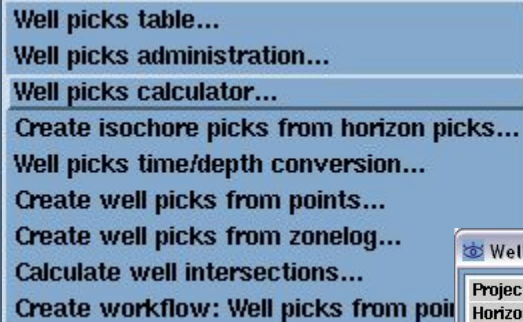 Well picks table...
Well picks administration...
Well picks calculator...
Create isochore picks from horizon picks...
Well picks time/depth conversion...
Create well picks from points...
Create well picks from zonelog...
Calculate well intersections...
Create workflow: Well picks from poi
Wel
Projec
Horizo